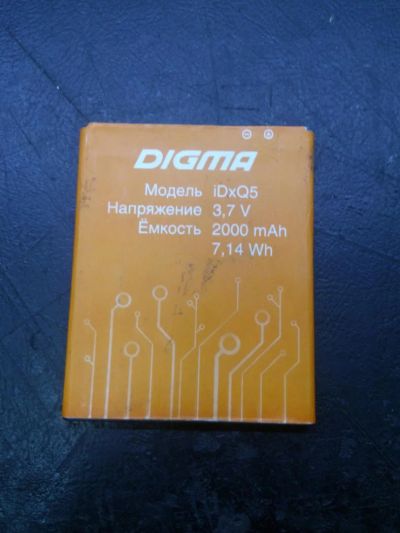 DIGMA
Модель iDxQ5
Напряжение 3,7 V
Ёмкость 2000 mAh
7,14 Wh